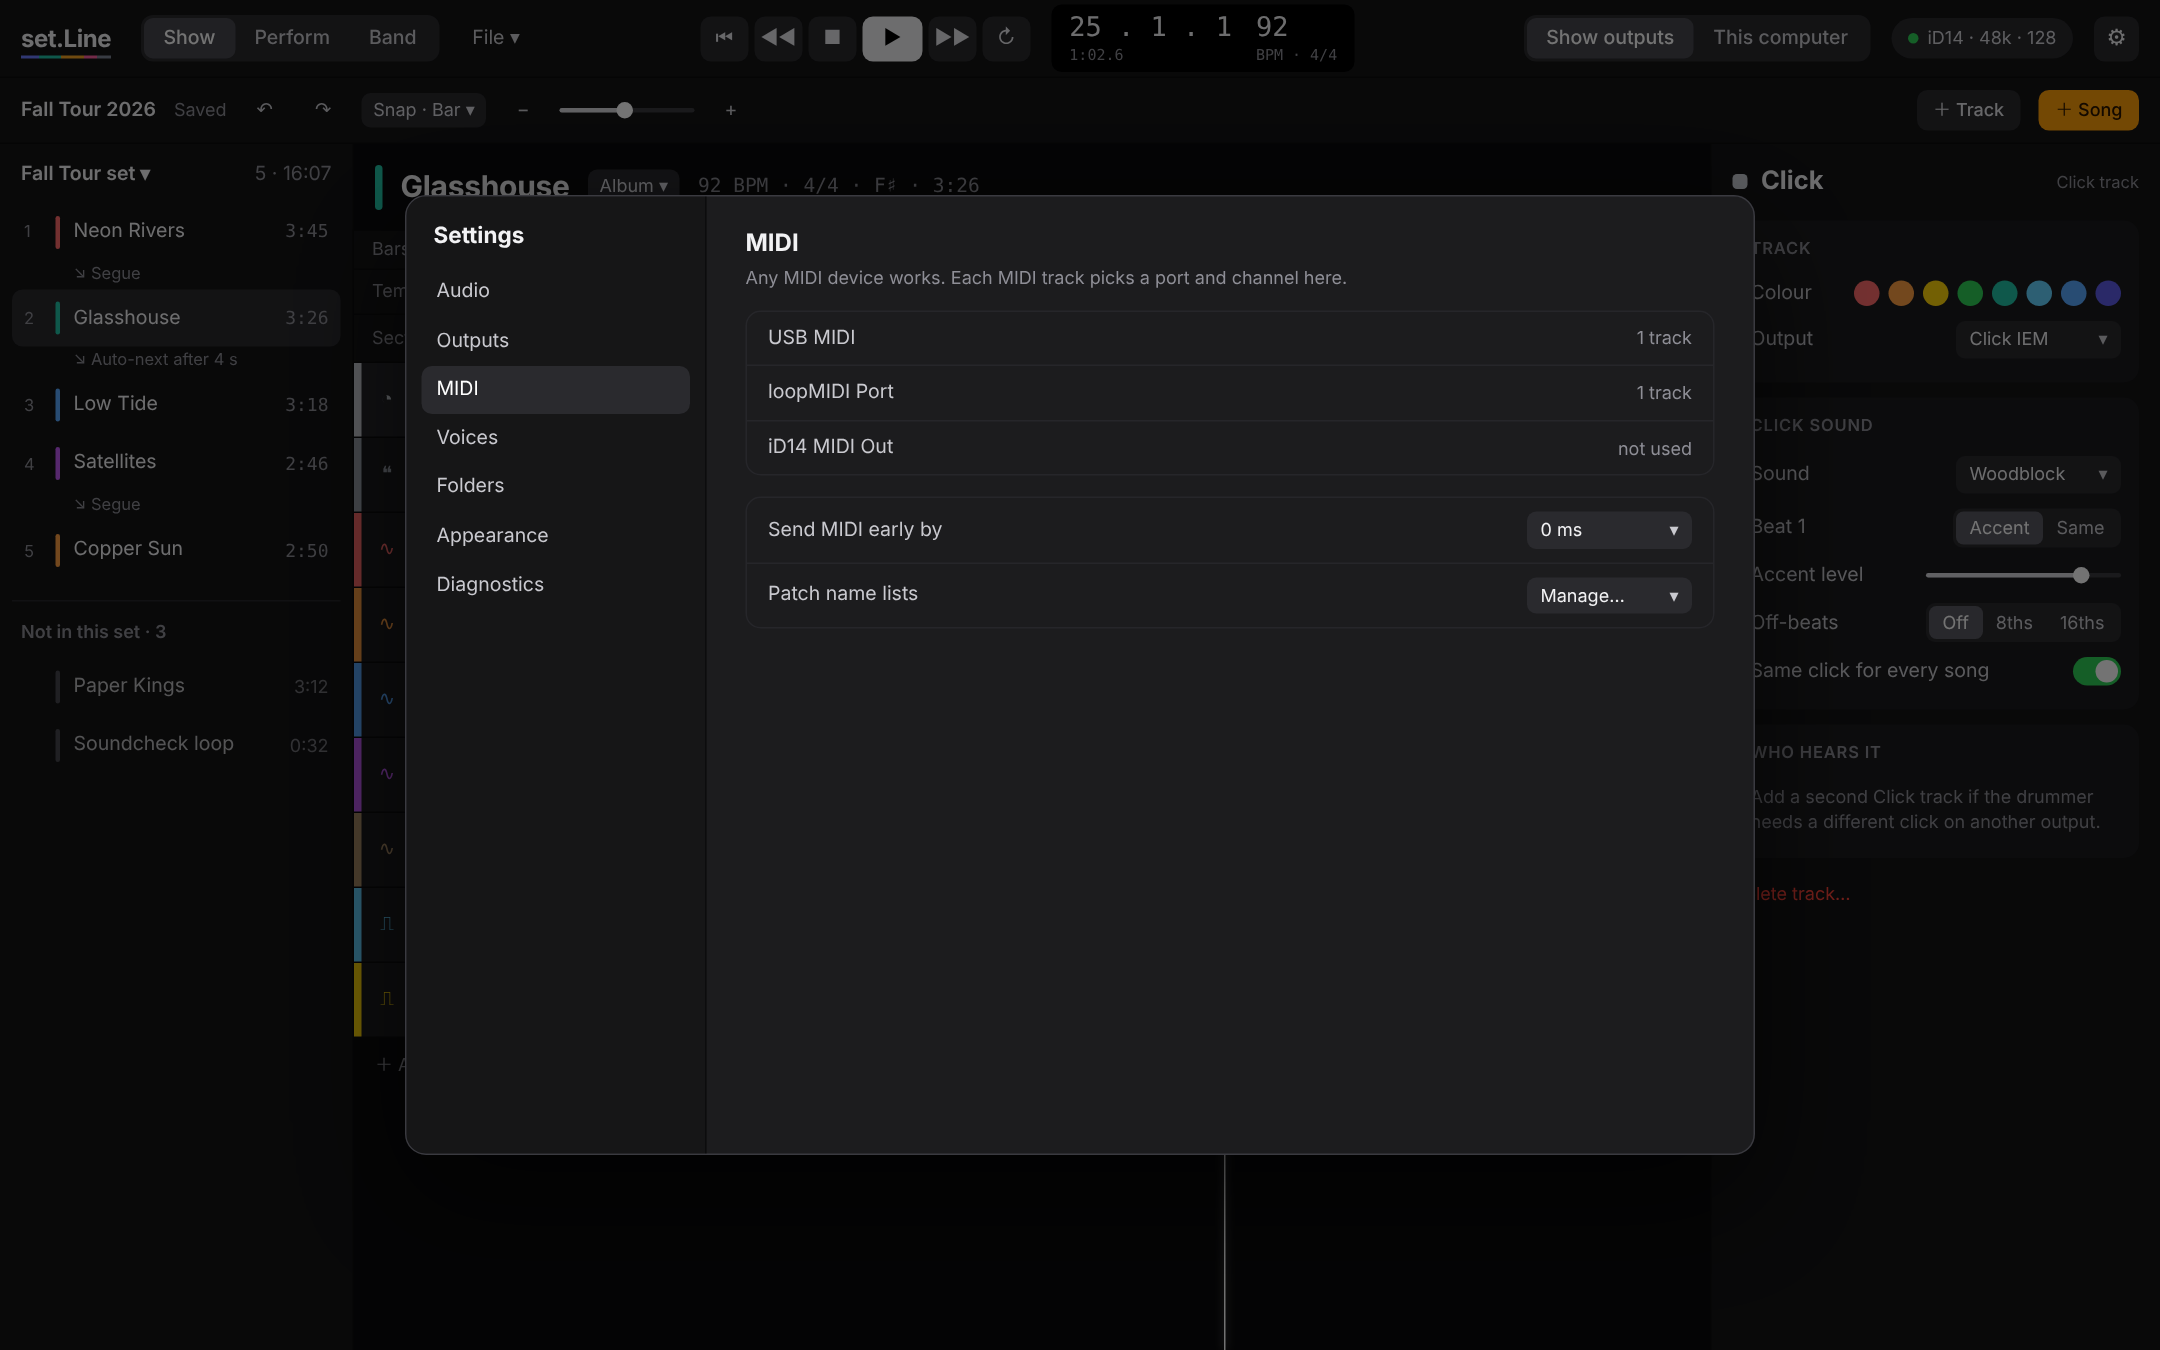 set.Line Show Perform Band File ▾ 25 . 1 . 1 92 Show outputs This computer iD14 · 48k · 128
1:02.6 BPM · 4/4
Fall Tour 2026 Saved Snap · Bar ▾ − + + Track + Song
Fall Tour set ▾ 5 · 16:07
1 Neon Rivers 3:45
↘ Segue
2 Glasshouse 3:26
↘ Auto-next after 4 s
3 Low Tide 3:18
4 Satellites 2:46
↘ Segue
5 Copper Sun 2:50
Not in this set · 3
Paper Kings 3:12
Soundcheck loop 0:32
Glasshouse Album ▾ 92 BPM · 4/4 · F♯ · 3:26
Bars
Tem
Sec
+ A
Settings
Audio
Outputs
MIDI
Voices
Folders
Appearance
Diagnostics
MIDI
Any MIDI device works. Each MIDI track picks a port and channel here.
USB MIDI 1 track
loopMIDI Port 1 track
iD14 MIDI Out not used
Send MIDI early by 0 ms ▾
Patch name lists Manage... ▾
Click Click track
TRACK
Colour
Output Click IEM ▾
CLICK SOUND
Sound Woodblock ▾
Beat 1 Accent Same
Accent level
Off-beats Off 8ths 16ths
Same click for every song
WHO HEARS IT
Add a second Click track if the drummer
needs a different click on another output.
lete track...